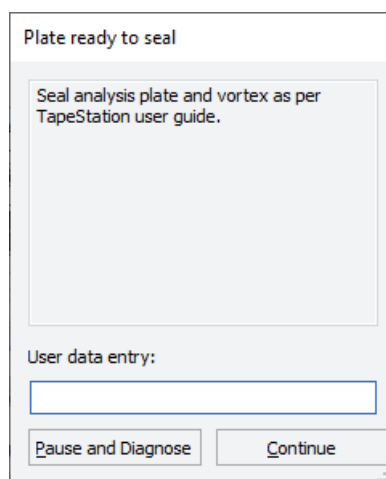 Plate ready to seal
Seal analysis plate and vortex as per
TapeStation user guide.
User data entry:
Pause and Diagnose
Continue